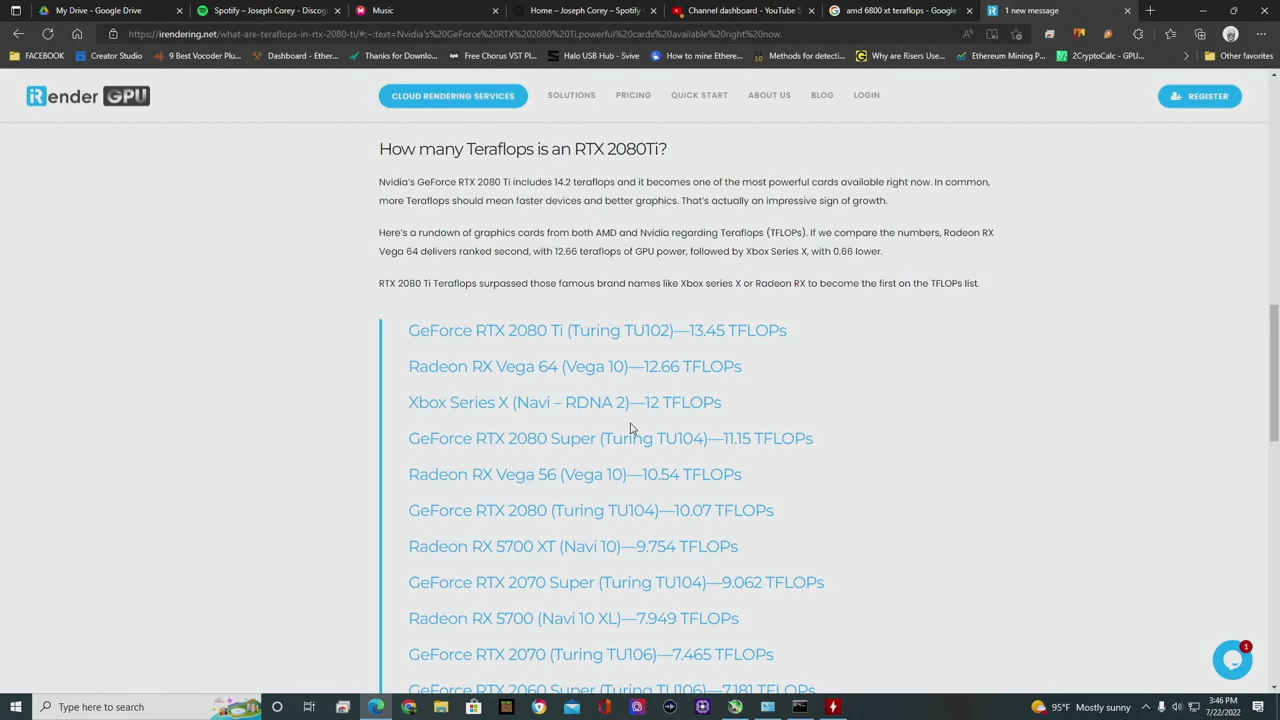 Dashboard - Google Drive
Spotify – Joseph Corey - Discog
Music
Home – Joseph Corey – Spotify
Channel dashboard - YouTube S
amd 6800 xt teraflops - Google
1 new message
https://irendering.net/what-are-teraflops-in-rtx-2080-ti/#:~:text=Nvidia's%20GeForce%20RTX%202080%20Ti,powerful%20cards%20available%20right%20now.
FACEBOOK
Creator Studio
9 Best Vocoder Plu...
Dashboard - Ether...
Thanks for downlo...
Free Chorus VST Pl...
Halo USB Hub - Svive
How to mine Ethere...
Methods for detecti...
Why are Risers Use...
Ethereum Mining P...
2CryptoCalc - GPU...
Other favorites
iRender GPU
CLOUD RENDERING SERVICES
SOLUTIONS
PRICING
QUICK START
ABOUT US
BLOG
LOGIN
REGISTER
How many Teraflops is an RTX 2080Ti?
Nvidia's GeForce RTX 2080 Ti includes 14.2 teraflops and it becomes one of the most powerful cards available right now. In common,
more Teraflops should mean faster devices and better graphics. That's actually an impressive sign of growth.
Here's a rundown of graphics cards from both AMD and Nvidia regarding Teraflops (TFLOPs). If we compare the numbers, Radeon RX
Vega 64 delivers ranked second, with 12.66 teraflops of GPU power, followed by Xbox Series X, with 0.66 lower.
RTX 2080 Ti Teraflops surpassed those famous brand names like Xbox series X or Radeon RX to become the first on the TFLOPs list.
GeForce RTX 2080 Ti (Turing TU102)—13.45 TFLOPs
Radeon RX Vega 64 (Vega 10)—12.66 TFLOPs
Xbox Series X (Navi – RDNA 2)—12 TFLOPs
GeForce RTX 2080 Super (Turing TU104)—11.15 TFLOPs
Radeon RX Vega 56 (Vega 10)—10.54 TFLOPs
GeForce RTX 2080 (Turing TU104)—10.07 TFLOPs
Radeon RX 5700 XT (Navi 10)—9.754 TFLOPs
GeForce RTX 2070 Super (Turing TU104)—9.062 TFLOPs
Radeon RX 5700 (Navi 10 XL)—7.949 TFLOPs
GeForce RTX 2070 (Turing TU106)—7.465 TFLOPs
GeForce RTX 2060 Super (Turing TU106)—7.181 TFLOPs
1
Type here to search
95°F Mostly sunny
3:46 PM
7/22/2022